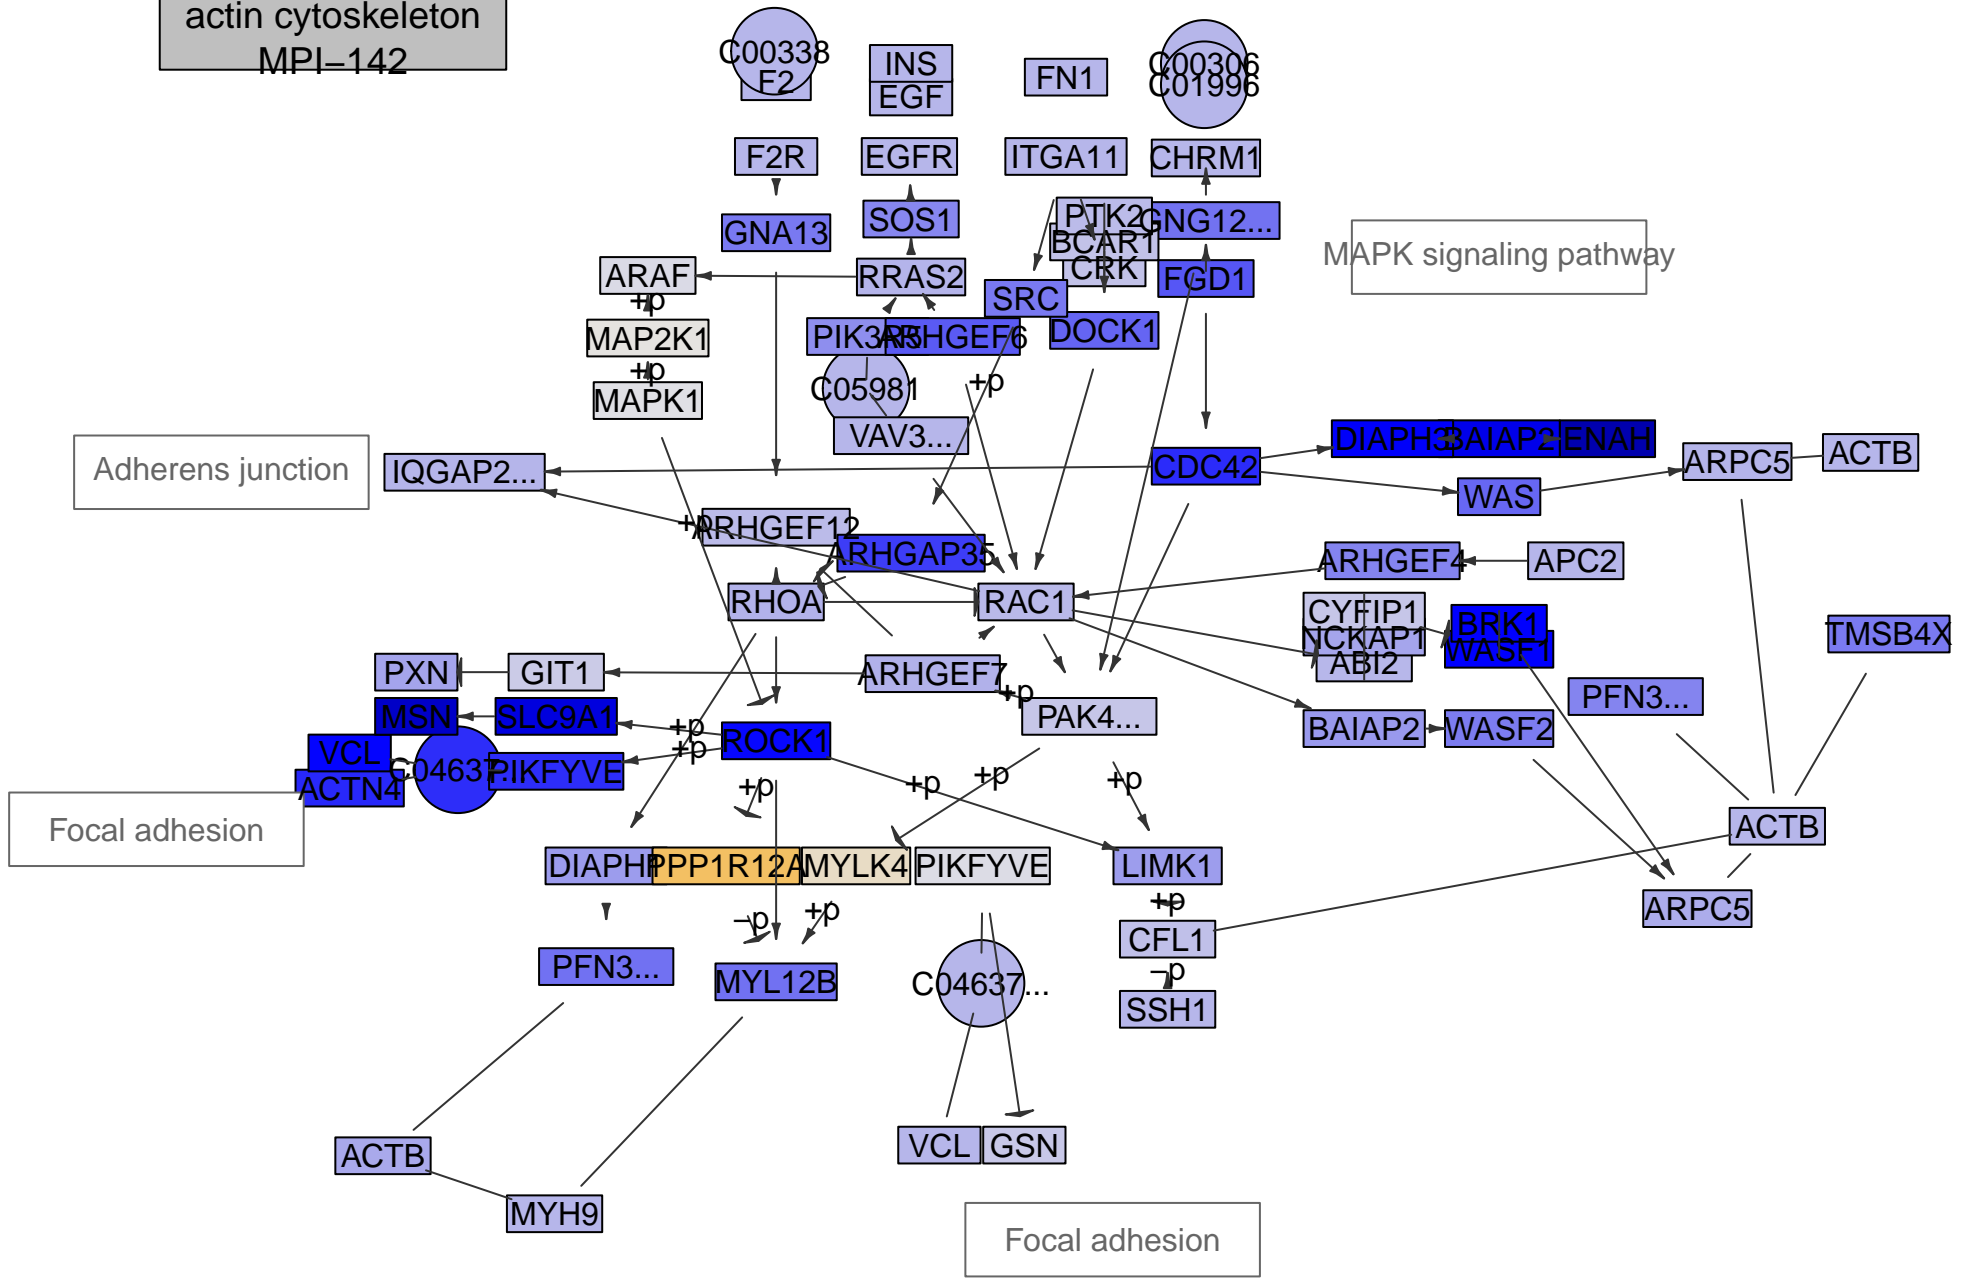 actin cytoskeleton
MPI−142
C00338
F2
INS
EGF
FN1
C00306
C01996
F2R
EGFR
ITGA11
CHRM1
GNA13
SOS1
PTK2
BCAR1
CRK
GNG12...
MAPK signaling pathway
ARAF
RRAS2
SRC
FGD1
+p
MAP2K1
PIK3R5
ARHGEF6
DOCK1
+p
C05981
+p
MAPK1
VAV3...
Adherens junction
IQGAP2...
CDC42
DIAPH3
BAIAP2
ENAH
ARPC5
ACTB
WAS
+p
ARHGEF12
ARHGAP35
ARHGEF4
APC2
RHOA
RAC1
CYFIP1
NCKAP1
ABI2
BRK1
WASF1
TMSB4X
PXN
GIT1
ARHGEF7
+p
PAK4...
PFN3...
MSN
SLC9A1
+p
ROCK1
BAIAP2
WASF2
VCL
ACTN4
C04637...
PIKFYVE
+p
+p
+p
+p
+p
Focal adhesion
DIAPH
PPP1R12A
MYLK4
PIKFYVE
LIMK1
ACTB
−p
+p
+p
ARPC5
CFL1
PFN3...
MYL12B
C04637...
−p
SSH1
ACTB
VCL
GSN
MYH9
Focal adhesion